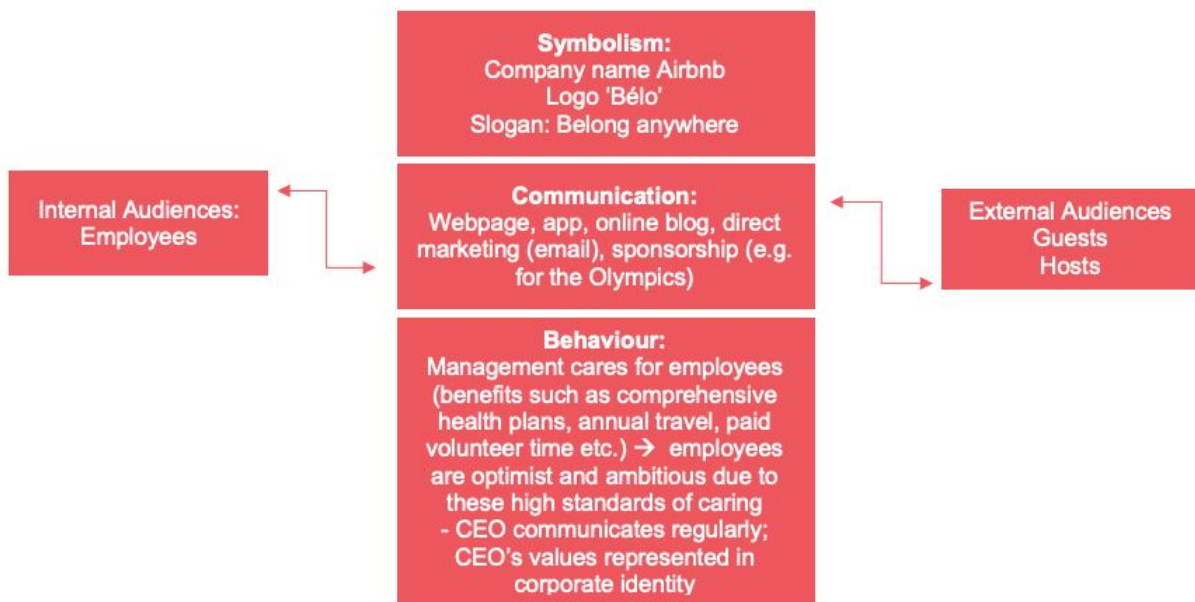 Symbolism:
Company name Airbnb
Logo ‘Bélo’
Slogan: Belong anywhere
Internal Audiences:
Employees
Communication:
Webpage, app, online blog, direct
marketing (email), sponsorship (e.g.
for the Olympics)
External Audiences
Guests
Hosts
Behaviour:
Management cares for employees
(benefits such as comprehensive
health plans, annual travel, paid
volunteer time etc.) → employees
are optimist and ambitious due to
these high standards of caring
- CEO communicates regularly;
CEO’s values represented in
corporate identity